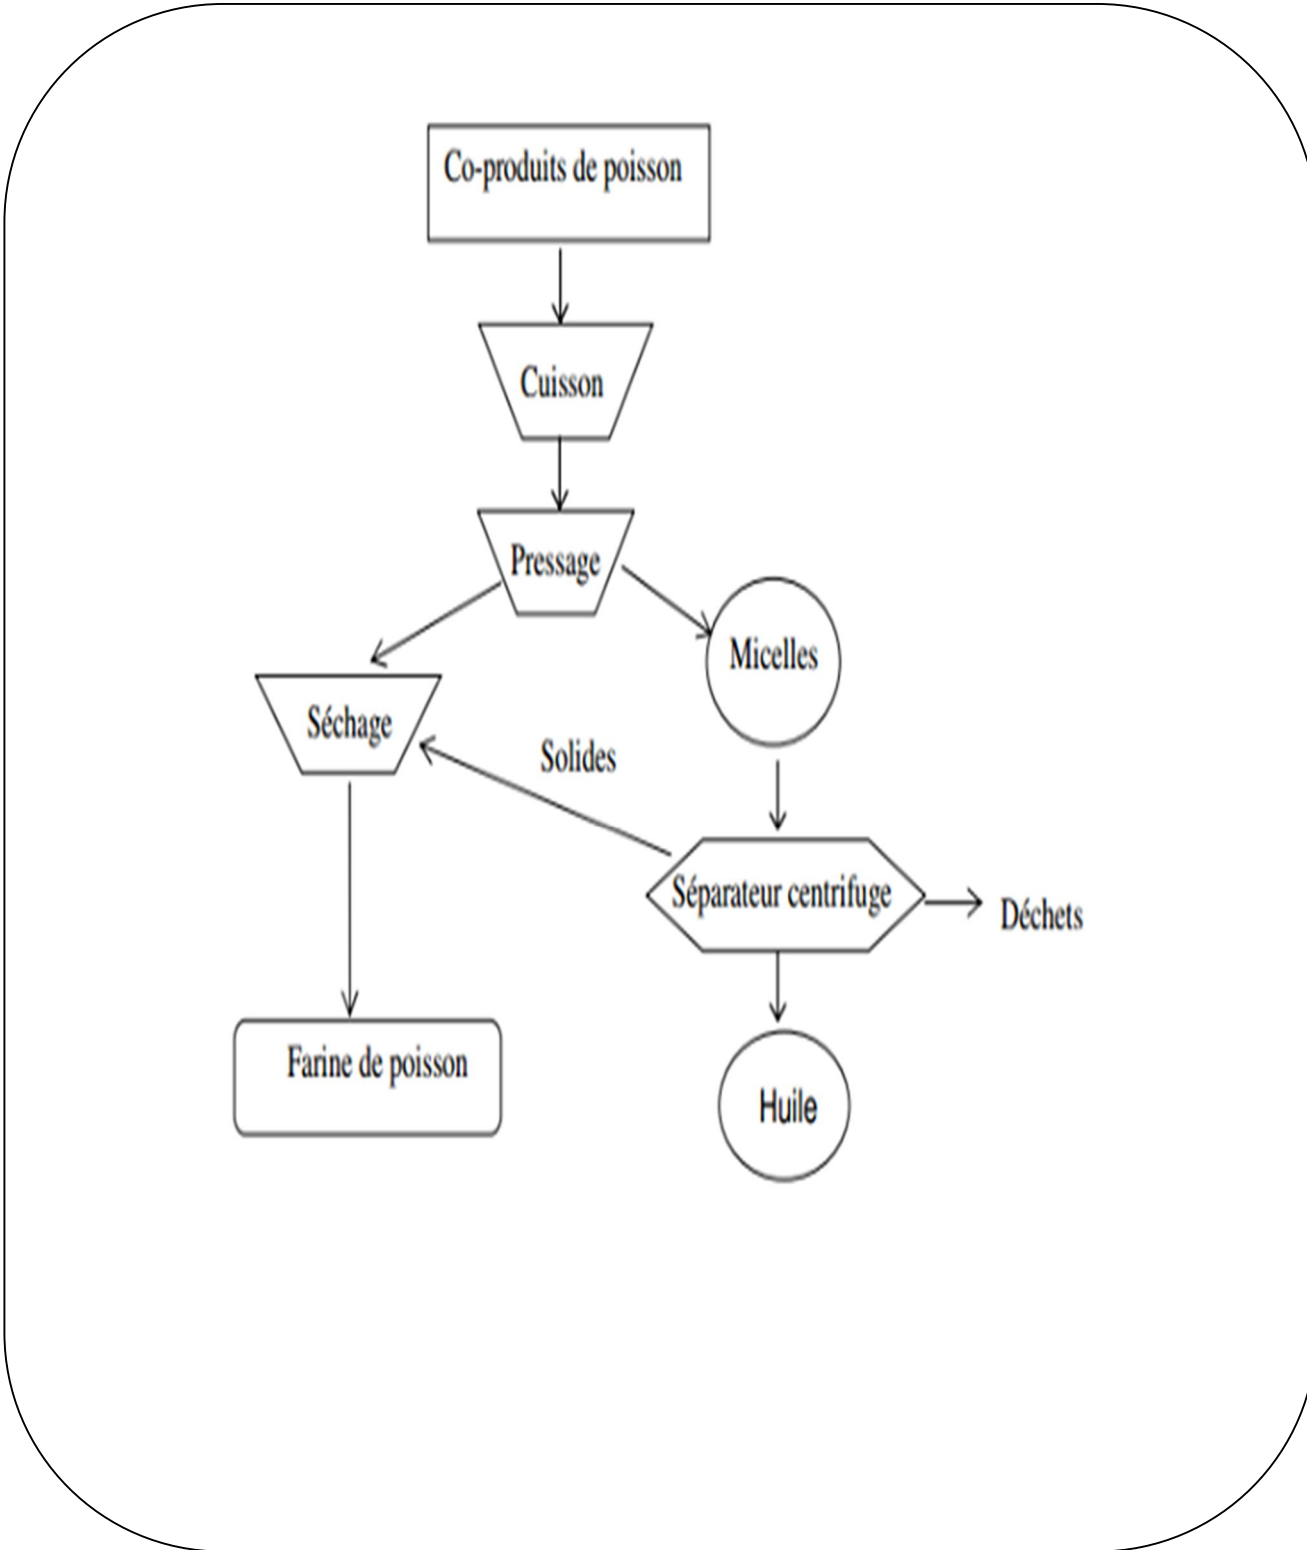 Co-produits de poisson
Cuisson
Pressage
Micelles
Séchage
Solides
Séparateur centrifuge
Déchets
Farine de poisson
Huile